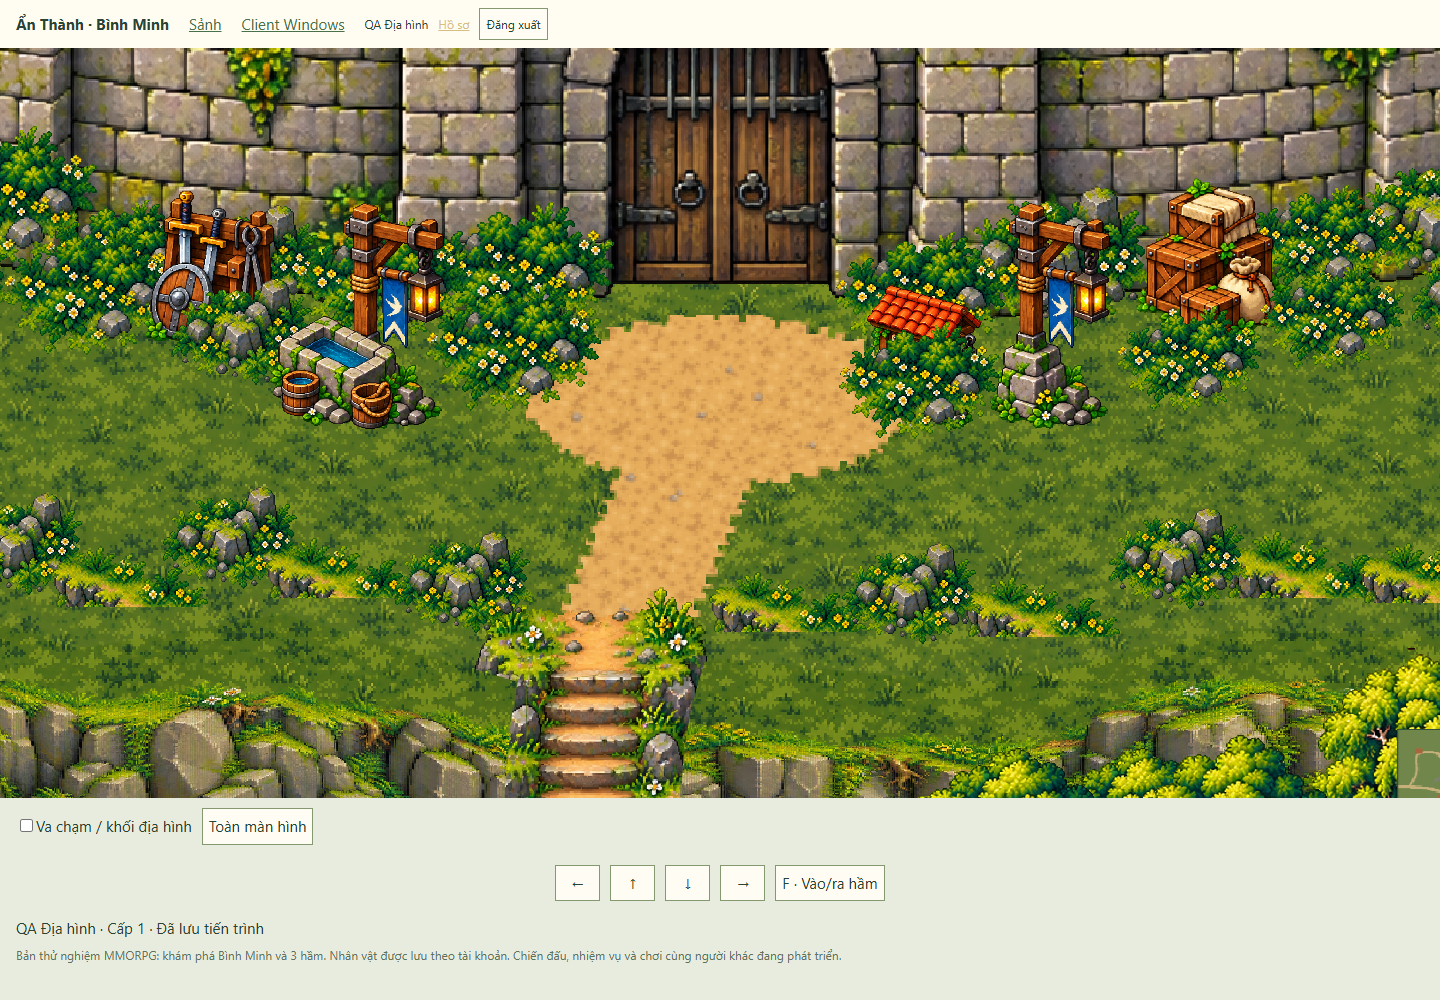 Ẩn Thành · Bình Minh Sảnh Client Windows QA Địa hình Hồ sơ Đăng xuất
Va chạm / khối địa hình Toàn màn hình
← ↑ ↓ → F · Vào/ra hầm
QA Địa hình · Cấp 1 · Đã lưu tiến trình
Bản thử nghiệm MMORPG: khám phá Bình Minh và 3 hầm. Nhân vật được lưu theo tài khoản. Chiến đấu, nhiệm vụ và chơi cùng người khác đang phát triển.